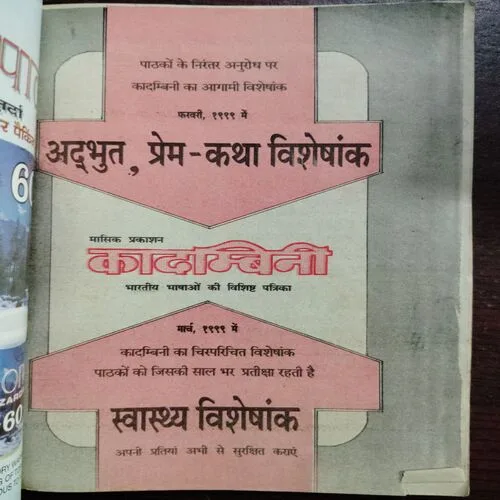 पाठकों के निरंतर अनुरोध पर
कादम्बिनी का आगामी विशेषांक
फरवरी, १९९९ में
अद्भुत, प्रेम-कथा विशेषांक
मासिक प्रकाशन
कादम्बिनी
भारतीय भाषाओं की विशिष्ट पत्रिका
मार्च, १९९९ में
कादम्बिनी का चिरपरिचित विशेषांक
पाठकों को जिसकी साल भर प्रतीक्षा रहती है
स्वास्थ्य विशेषांक
अपनी प्रतियां अभी से सुरक्षित कराएं
60
60